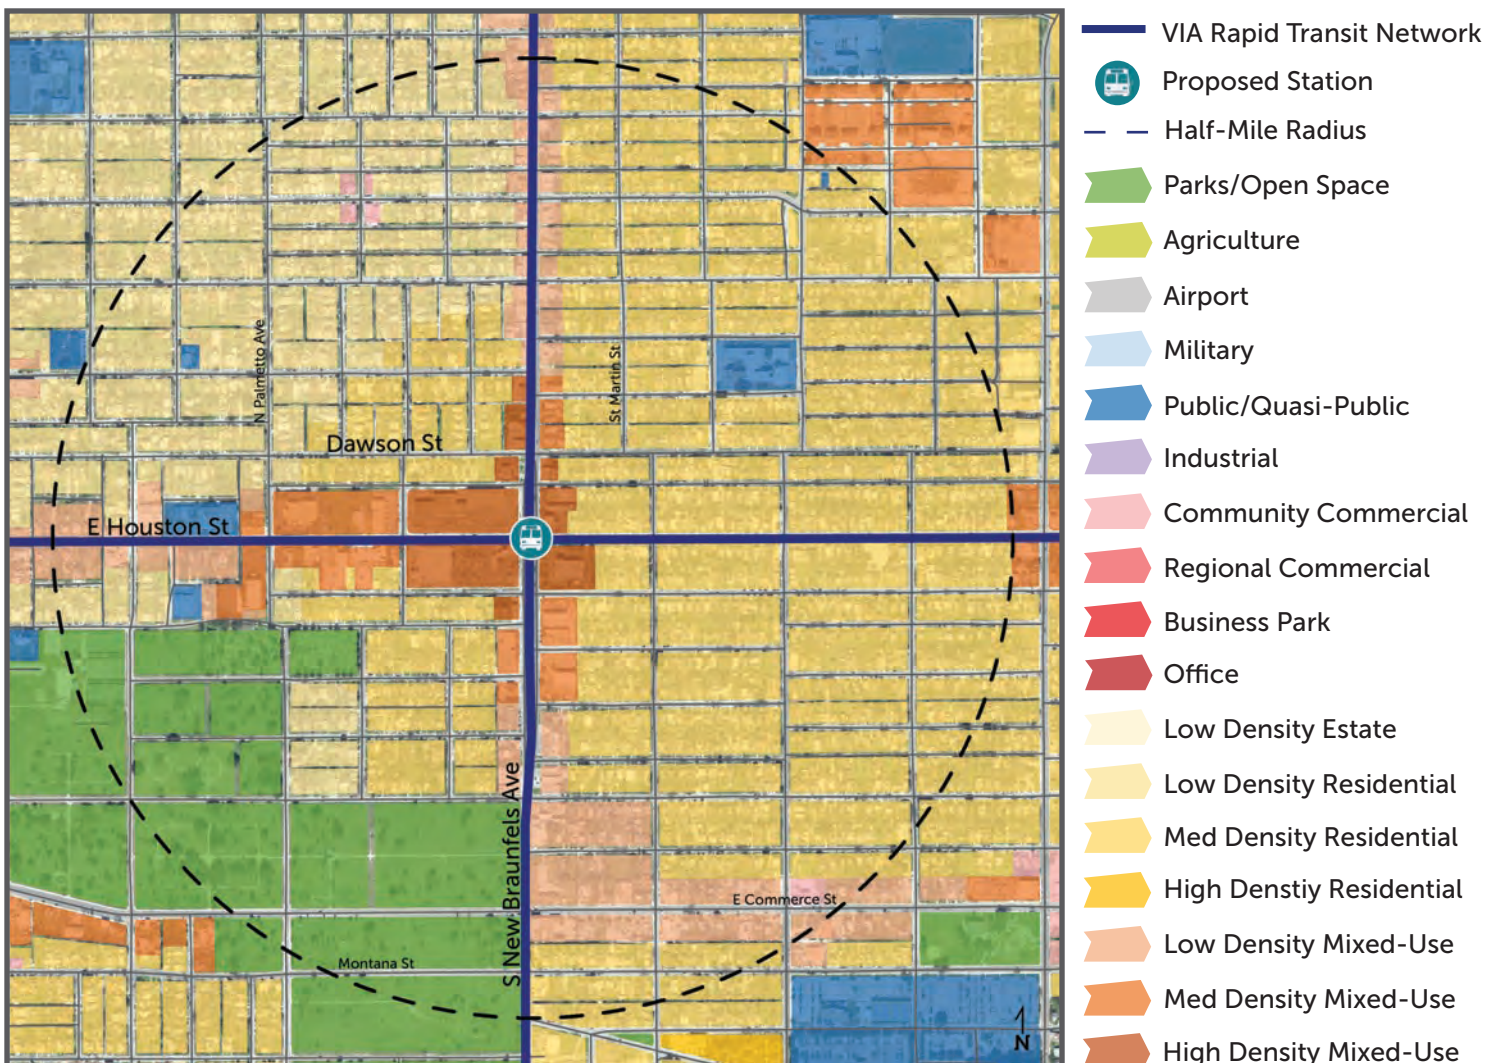 VIA Rapid Transit Network
Proposed Station
Half-Mile Radius
Parks/Open Space
Agriculture
Airport
Military
Public/Quasi-Public
Industrial
Community Commercial
Regional Commercial
Business Park
Office
Low Density Estate
Low Density Residential
Med Density Residential
High Denstiy Residential
Low Density Mixed-Use
Med Density Mixed-Use
High Density Mixed-Use
N Palmetto Ave
St Martin St
Dawson St
E Houston St
S New Braunfels Ave
E Commerce St
Montana St
N